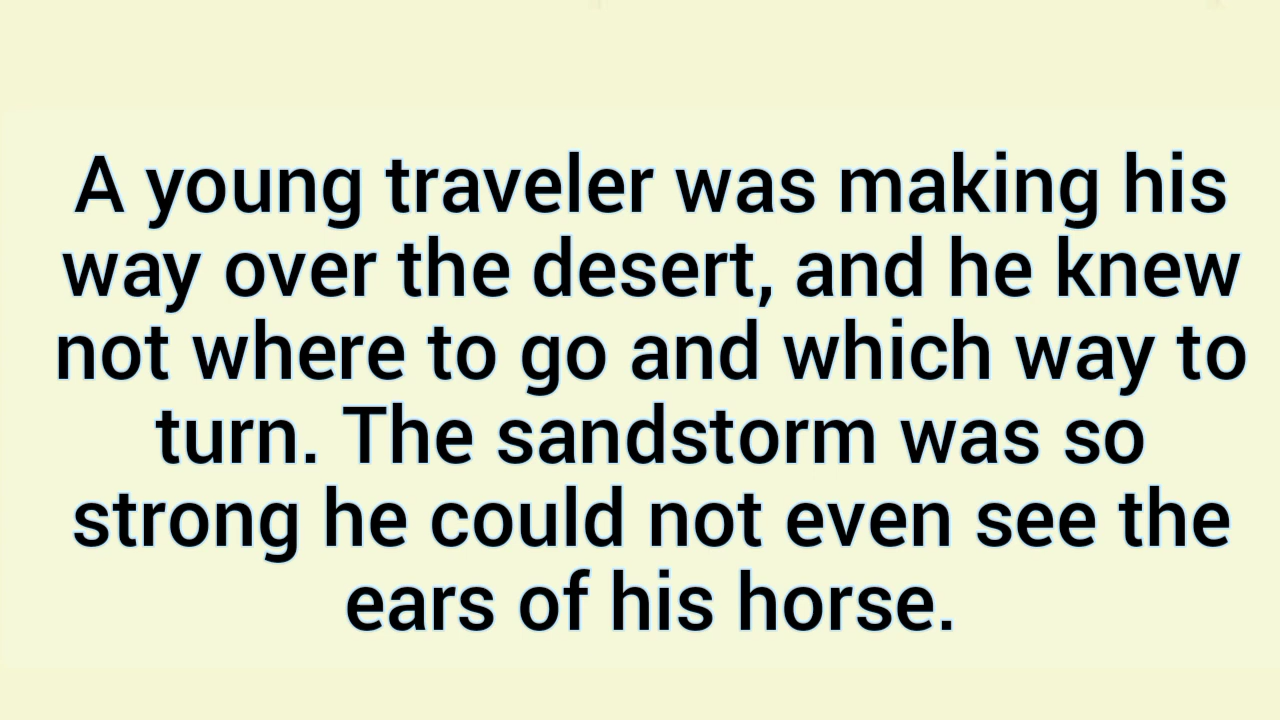 A young traveler was making his
way over the desert, and he knew
not where to go and which way to
turn. The sandstorm was so
strong he could not even see the
ears of his horse.